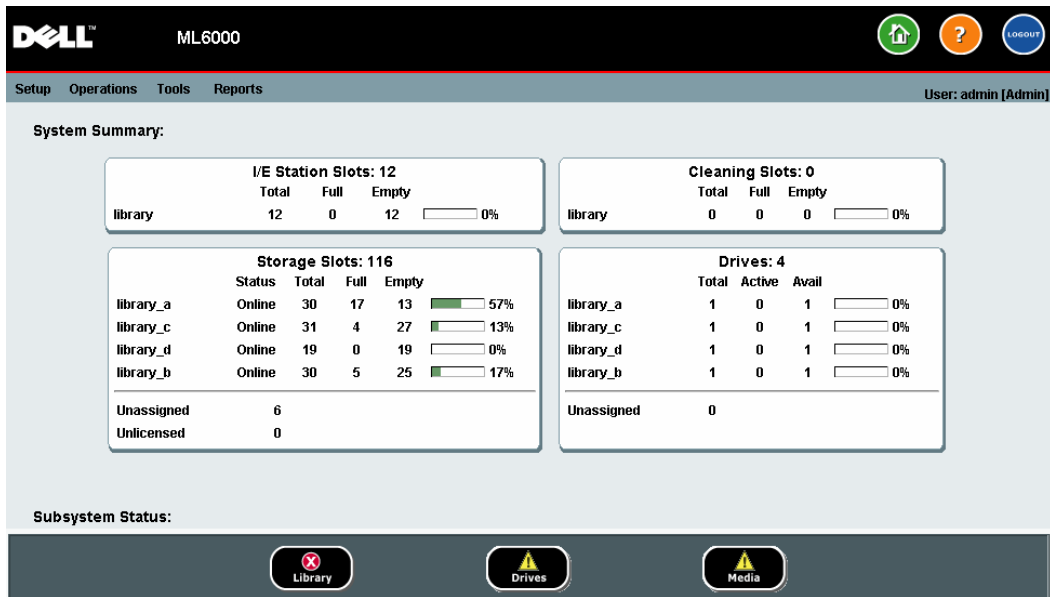 DELL™ ML6000 LOGOUT
?
Setup Operations Tools Reports User: admin [Admin]
System Summary:
I/E Station Slots: 12
Total Full Empty
library 12 0 12 0%
Cleaning Slots: 0
Total Full Empty
library 0 0 0 0%
Storage Slots: 116
Status Total Full Empty
library_a Online 30 17 13 57%
library_c Online 31 4 27 13%
library_d Online 19 0 19 0%
library_b Online 30 5 25 17%
Unassigned 6
Unlicensed 0
Drives: 4
Total Active Avail
library_a 1 0 1 0%
library_c 1 0 1 0%
library_d 1 0 1 0%
library_b 1 0 1 0%
Unassigned 0
Subsystem Status:
Library Drives Media